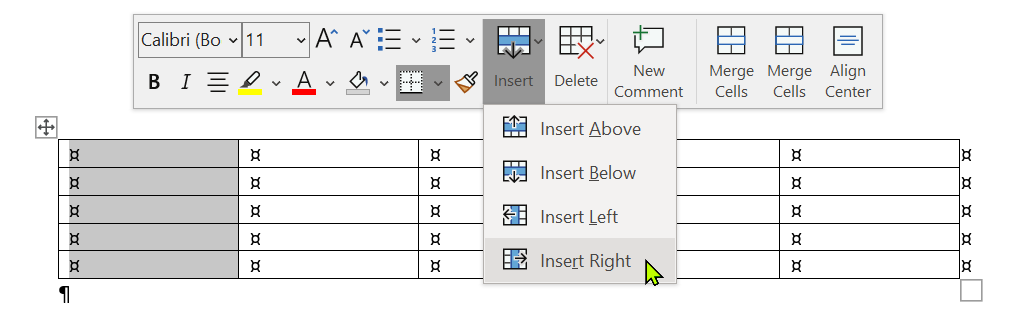 Calibri (Bo 11
B I A Insert Delete New Comment Merge Cells Merge Cells Align Center
Insert Above
Insert Below
Insert Left
Insert Right
¤ ¤ ¤ ¤ ¤
¤ ¤ ¤ ¤ ¤
¤ ¤ ¤ ¤ ¤
¤ ¤ ¤ ¤ ¤
¤ ¤ ¤ ¤ ¤
¶